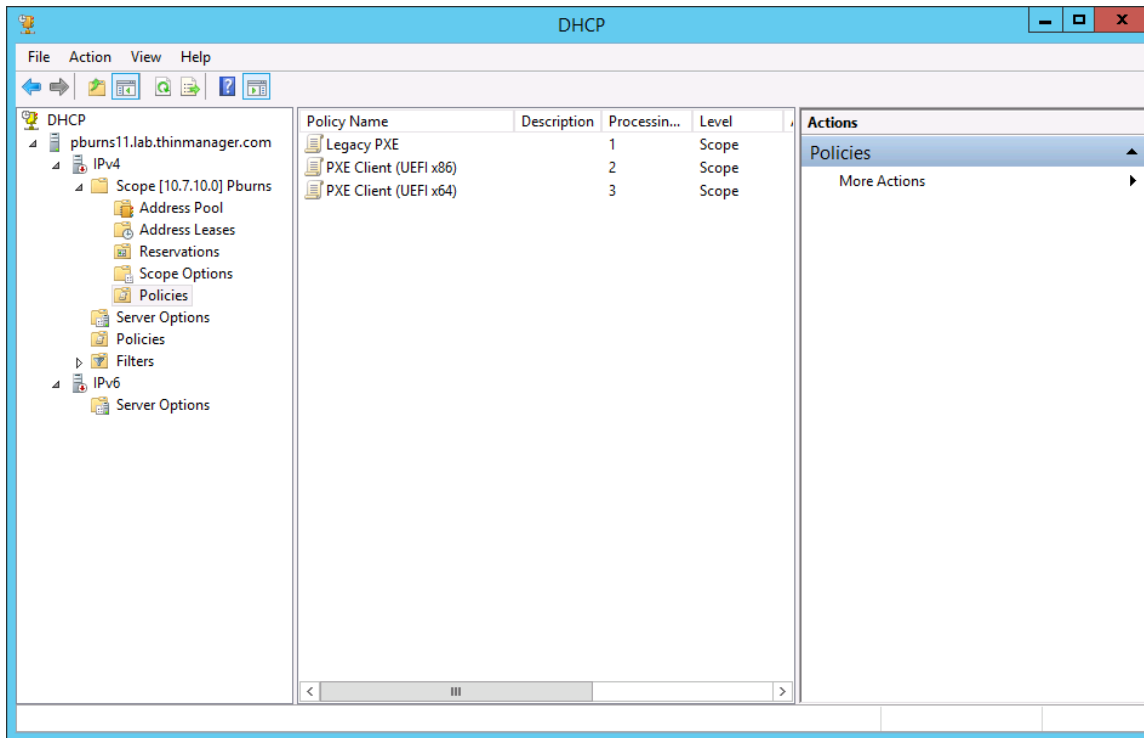 DHCP
File Action View Help
DHCP
pburns11.lab.thinmanager.com
IPv4
Scope [10.7.10.0] Pburns
Address Pool
Address Leases
Reservations
Scope Options
Policies
Server Options
Policies
Filters
IPv6
Server Options
Policy Name Description Processin... Level
Legacy PXE 1 Scope
PXE Client (UEFI x86) 2 Scope
PXE Client (UEFI x64) 3 Scope
Actions
Policies
More Actions